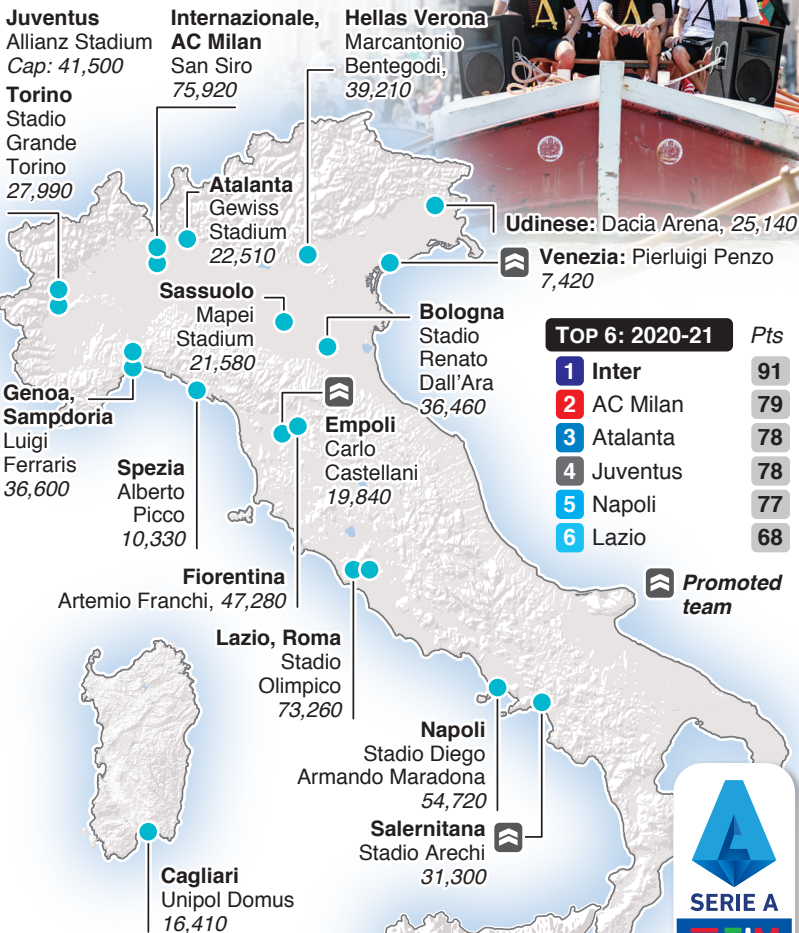 Juventus
Allianz Stadium
Cap: 41,500
Torino
Stadio
Grande
Torino
27,990
Internazionale,
AC Milan
San Siro
75,920
Hellas Verona
Marcantonio
Bentegodi,
39,210
Atalanta
Gewiss
Stadium
22,510
Udinese: Dacia Arena, 25,140
Venezia: Pierluigi Penzo
7,420
Sassuolo
Mapei
Stadium
21,580
Bologna
Stadio
Renato
Dall'Ara
36,460
Genoa,
Sampdoria
Luigi
Ferraris
36,600
Spezia
Alberto
Picco
10,330
Empoli
Carlo
Castellani
19,840
Fiorentina
Artemio Franchi, 47,280
Lazio, Roma
Stadio
Olimpico
73,260
Napoli
Stadio Diego
Armando Maradona
54,720
Salernitana
Stadio Arechi
31,300
Cagliari
Unipol Domus
16,410
TOP 6: 2020-21 Pts
1 Inter 91
2 AC Milan 79
3 Atalanta 78
4 Juventus 78
5 Napoli 77
6 Lazio 68
Promoted
team
SERIE A